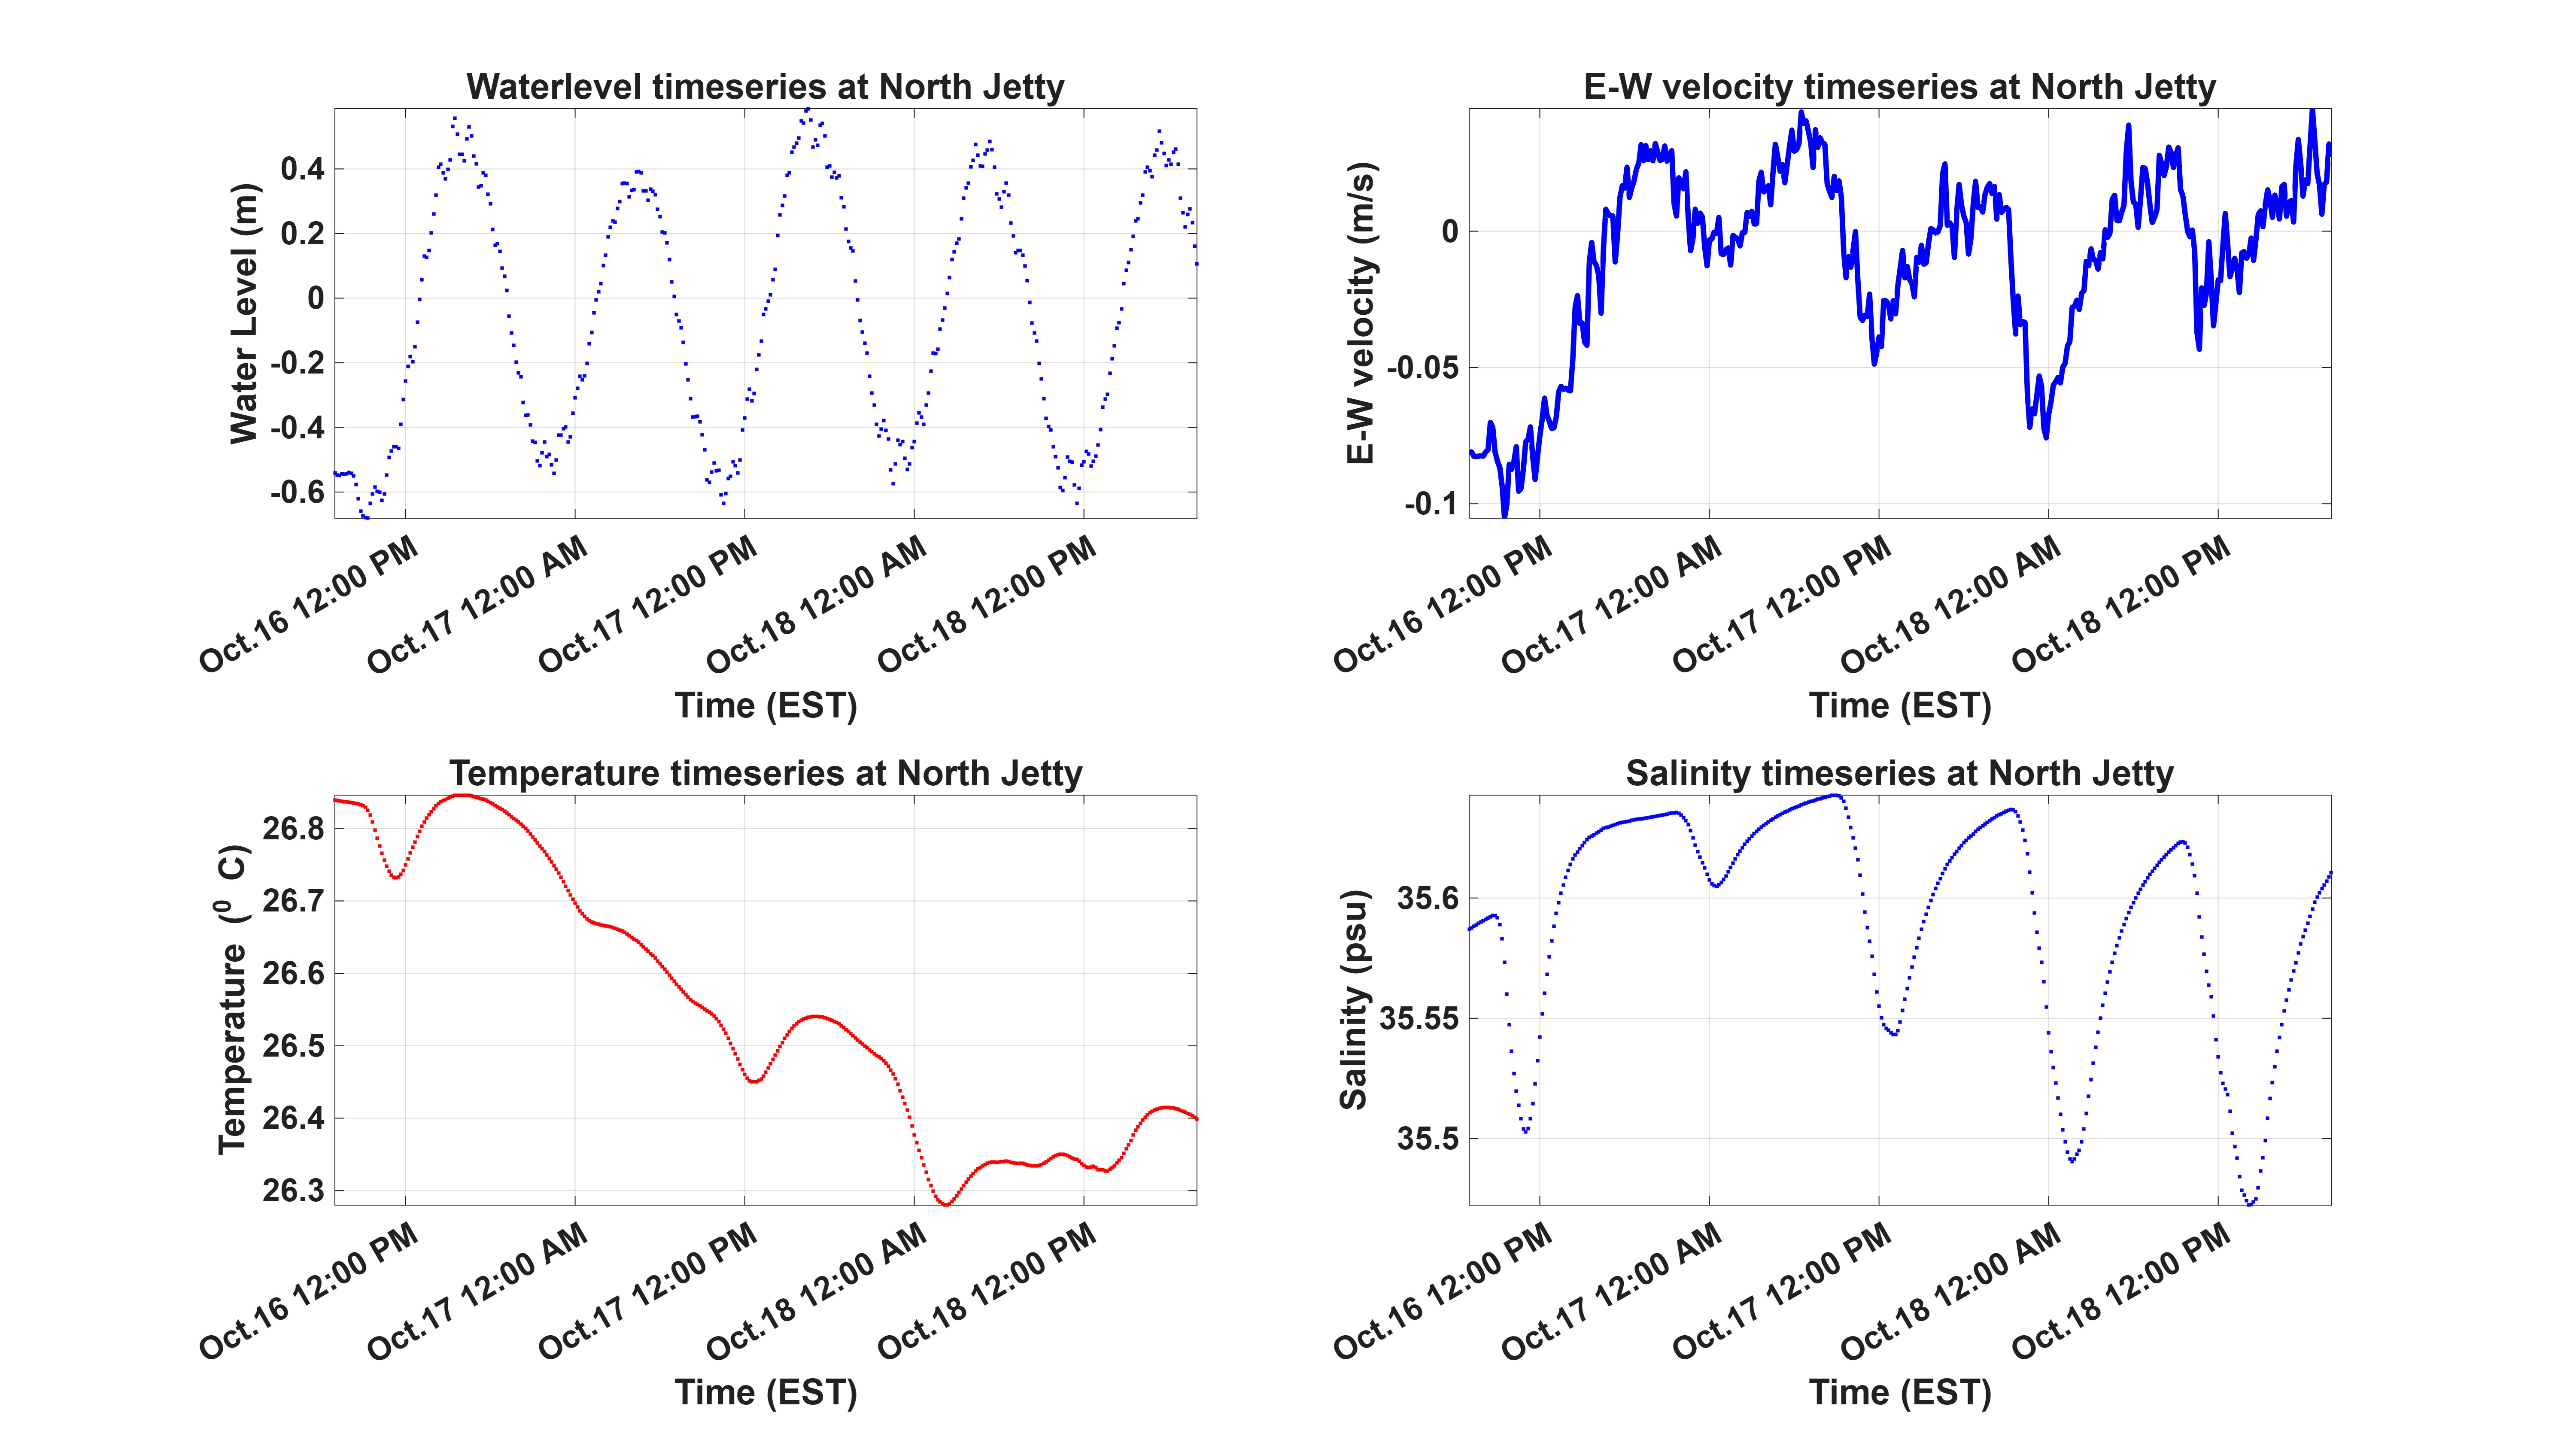 Waterlevel timeseries at North Jetty
Water Level (m)
0.4
0.2
0
-0.2
-0.4
-0.6
Oct.16 12:00 PM
Oct.17 12:00 AM
Oct.17 12:00 PM
Oct.18 12:00 AM
Oct.18 12:00 PM
Time (EST)
E-W velocity timeseries at North Jetty
E-W velocity (m/s)
0
-0.05
-0.1
Oct.16 12:00 PM
Oct.17 12:00 AM
Oct.17 12:00 PM
Oct.18 12:00 AM
Oct.18 12:00 PM
Time (EST)
Temperature timeseries at North Jetty
Temperature (⁰ C)
26.8
26.7
26.6
26.5
26.4
26.3
Oct.16 12:00 PM
Oct.17 12:00 AM
Oct.17 12:00 PM
Oct.18 12:00 AM
Oct.18 12:00 PM
Time (EST)
Salinity timeseries at North Jetty
Salinity (psu)
35.6
35.55
35.5
Oct.16 12:00 PM
Oct.17 12:00 AM
Oct.17 12:00 PM
Oct.18 12:00 AM
Oct.18 12:00 PM
Time (EST)